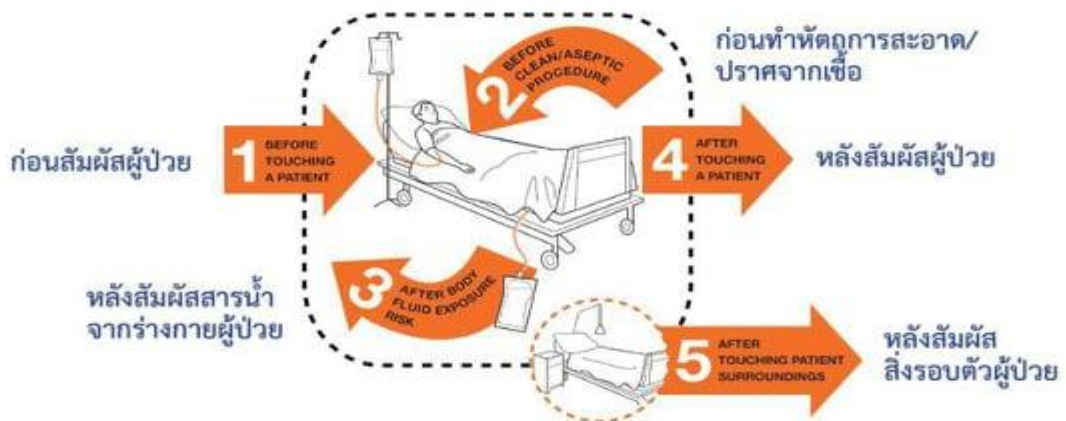 ก่อนสัมผัสผู้ป่วย
1
BEFORE
TOUCHING
A PATIENT
2
BEFORE
CLEAN/ASEPTIC
PROCEDURE
ก่อนทำหัตถการสะอาด/
ปราศจากเชื้อ
3
AFTER BODY
FLUID EXPOSURE
RISK
หลังสัมผัสสารน้ำ
จากร่างกายผู้ป่วย
4
AFTER
TOUCHING
A PATIENT
หลังสัมผัสผู้ป่วย
5
AFTER
TOUCHING PATIENT
SURROUNDINGS
หลังสัมผัส
สิ่งรอบตัวผู้ป่วย